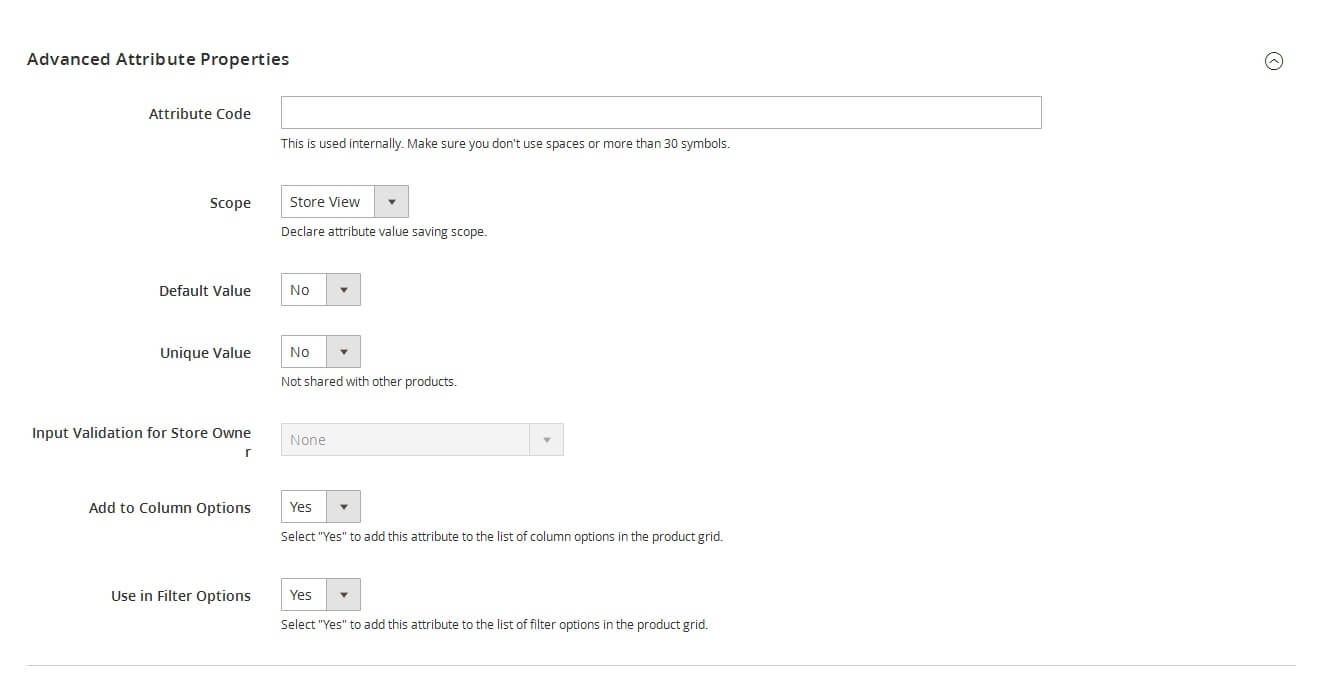 Advanced Attribute Properties
Attribute Code
This is used internally. Make sure you don't use spaces or more than 30 symbols.
Scope
Store View
Declare attribute value saving scope.
Default Value
No
Unique Value
No
Not shared with other products.
Input Validation for Store Owne
r
None
Add to Column Options
Yes
Select "Yes" to add this attribute to the list of column options in the product grid.
Use in Filter Options
Yes
Select "Yes" to add this attribute to the list of filter options in the product grid.